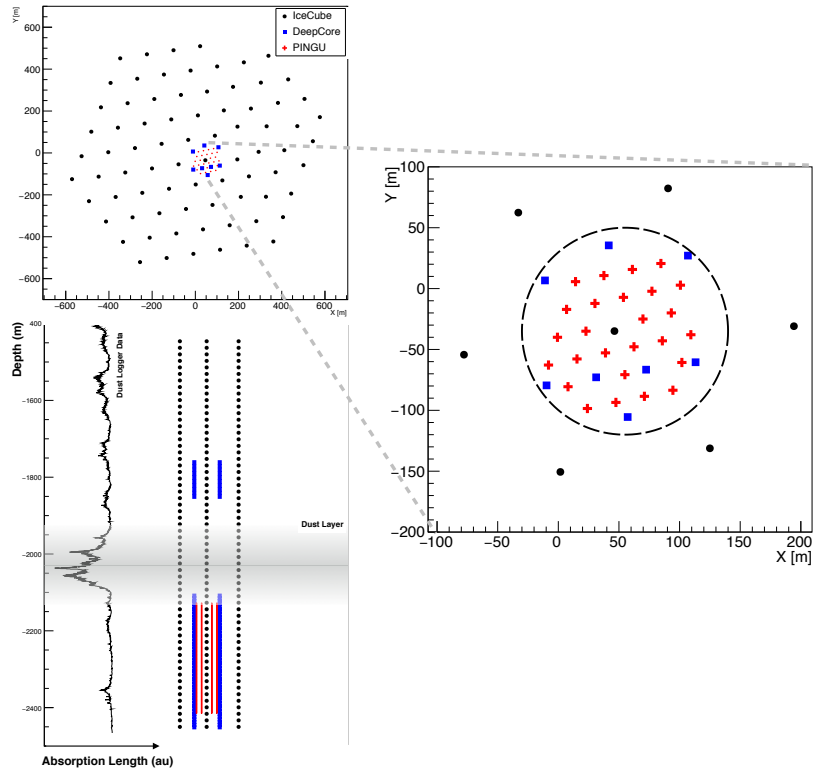 Y [m]
600
400
200
0
−200
−400
−600
−600 −400 −200 0 200 400 600
X [m]
IceCube
DeepCore
PINGU
Depth (m)
400
−1600
−1800
−2000
−2200
−2400
Dust Logger Data
Dust Layer
Absorption Length (au)
Y [m]
100
50
0
−50
−100
−150
−200
−100 −50 0 50 100 150 200
X [m]